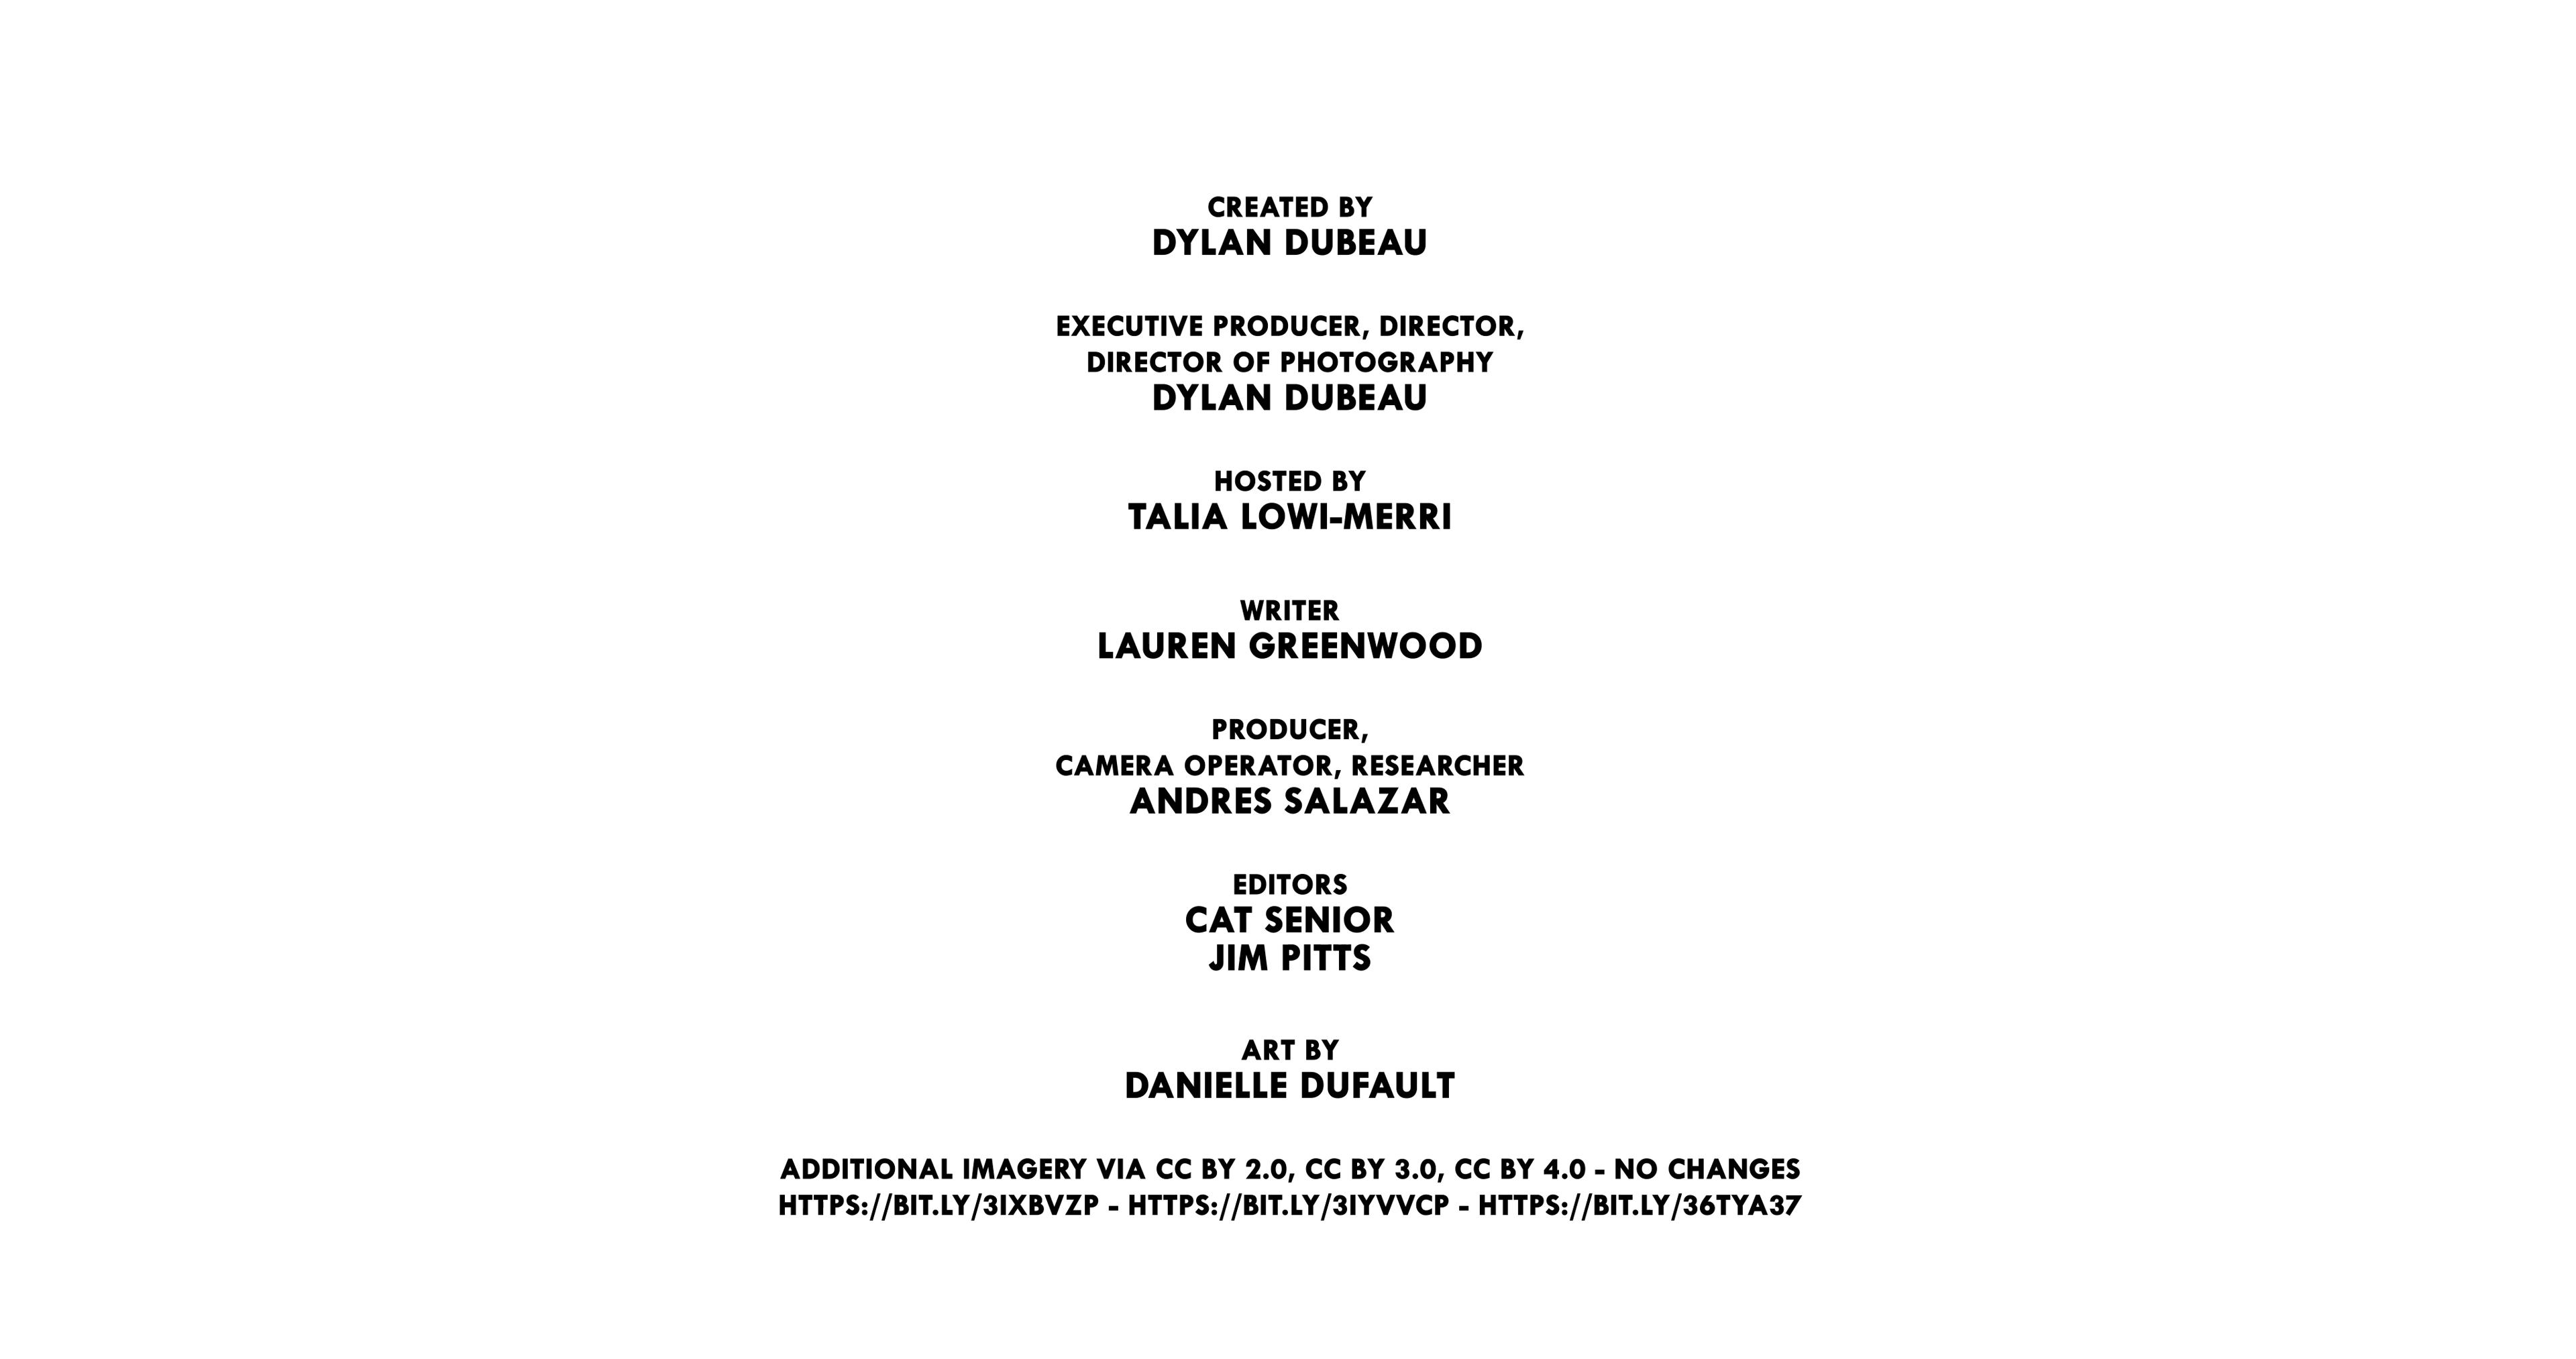 CREATED BY
DYLAN DUBEAU
EXECUTIVE PRODUCER, DIRECTOR,
DIRECTOR OF PHOTOGRAPHY
DYLAN DUBEAU
HOSTED BY
TALIA LOWI-MERRI
WRITER
LAUREN GREENWOOD
PRODUCER,
CAMERA OPERATOR, RESEARCHER
ANDRES SALAZAR
EDITORS
CAT SENIOR
JIM PITTS
ART BY
DANIELLE DUFAULT
ADDITIONAL IMAGERY VIA CC BY 2.0, CC BY 3.0, CC BY 4.0 - NO CHANGES
HTTPS://BIT.LY/3IXBVZP - HTTPS://BIT.LY/3IYVVCP - HTTPS://BIT.LY/36TYA37